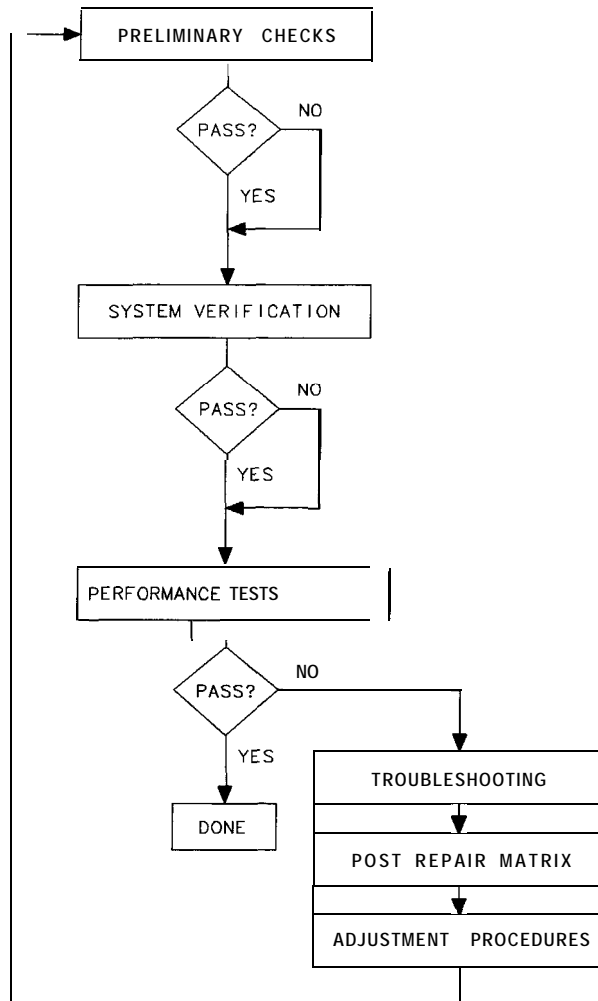 PRELIMINARY CHECKS
NO
PASS?
YES
SYSTEM VERIFICATION
NO
PASS?
YES
PERFORMANCE TESTS
NO
PASS?
YES
TROUBLESHOOTING
DONE
POST REPAIR MATRIX
ADJUSTMENT PROCEDURES